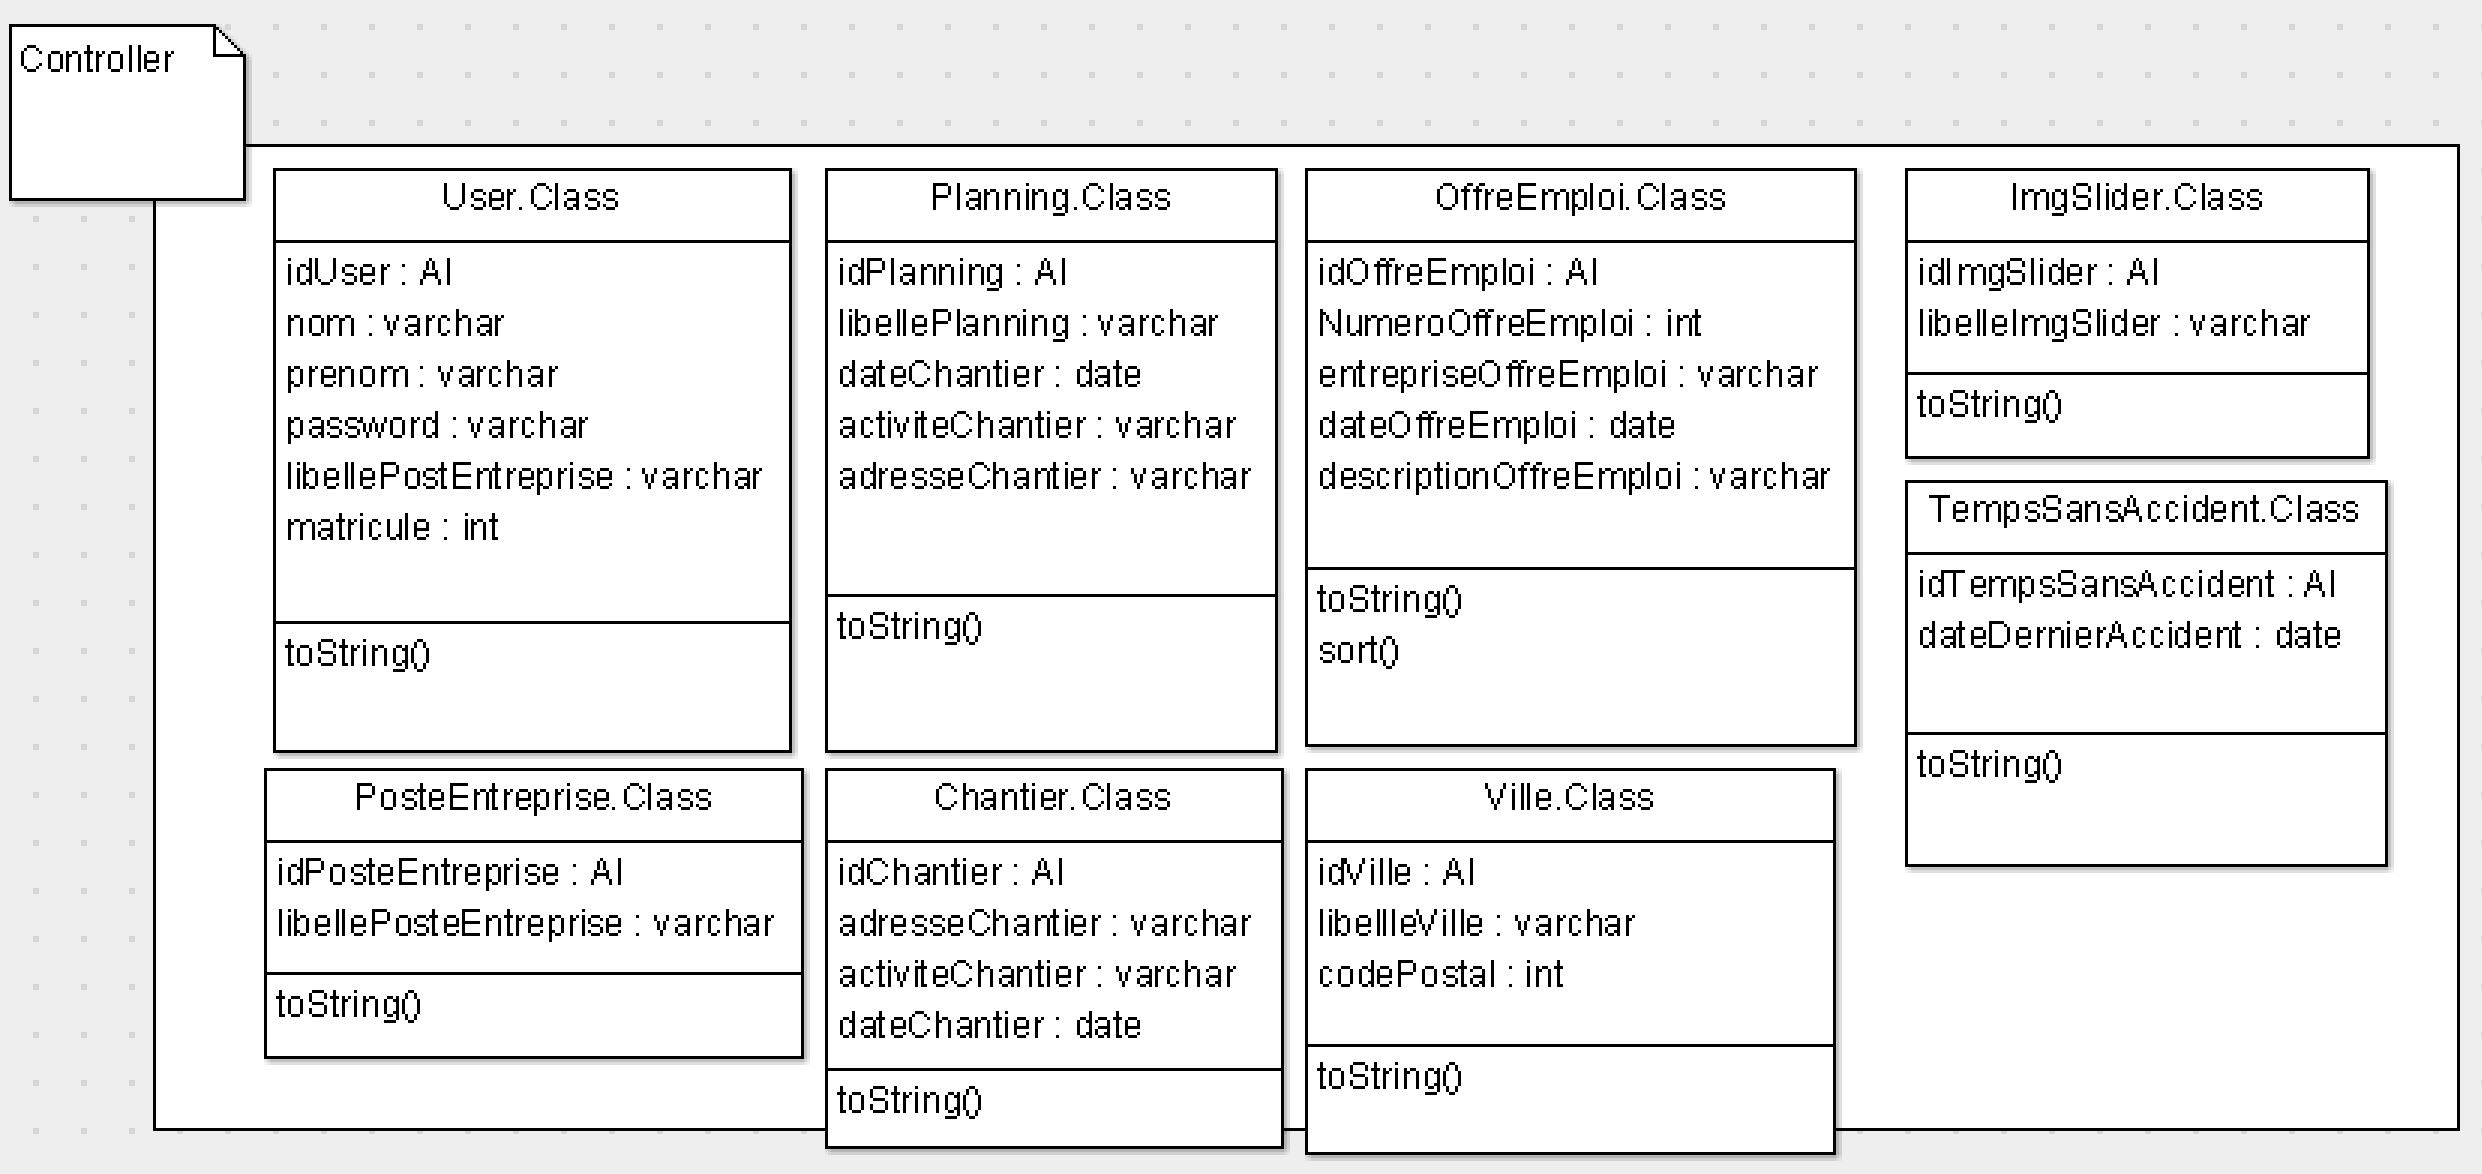 Controller
User.Class
idUser : AI
nom : varchar
prenom : varchar
password : varchar
libellePostEntreprise : varchar
matricule : int
toString()
Planning.Class
idPlanning : AI
libellePlanning : varchar
dateChantier : date
activiteChantier : varchar
adresseChantier : varchar
toString()
OffreEmploi.Class
idOffreEmploi : AI
NumeroOffreEmploi : int
entrepriseOffreEmploi : varchar
dateOffreEmploi : date
descriptionOffreEmploi : varchar
toString()
sort()
ImgSlider.Class
idImgSlider : AI
libelleImgSlider : varchar
toString()
TempsSansAccident.Class
idTempsSansAccident : AI
dateDernierAccident : date
toString()
PosteEntreprise.Class
idPosteEntreprise : AI
libellePosteEntreprise : varchar
toString()
Chantier.Class
idChantier : AI
adresseChantier : varchar
activiteChantier : varchar
dateChantier : date
toString()
Ville.Class
idVille : AI
libellleVille : varchar
codePostal : int
toString()